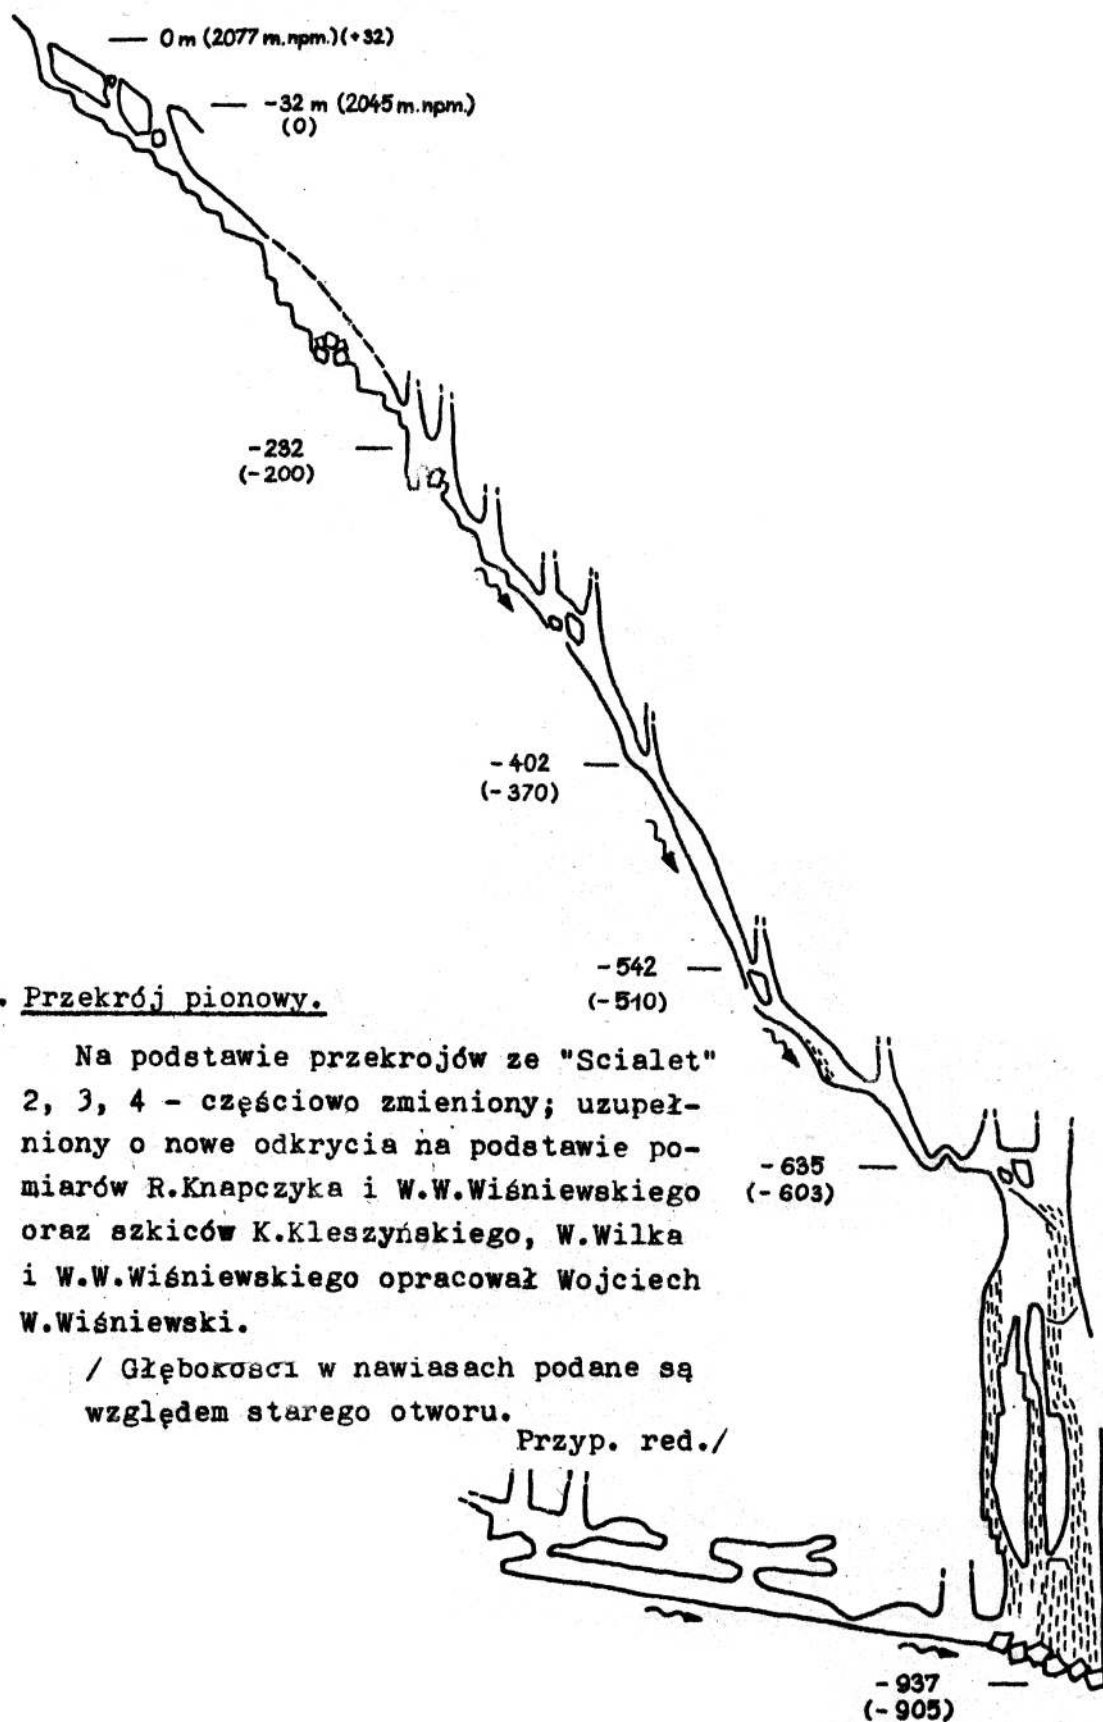 0 m (2077 m.npm.)(+32)
-32 m (2045 m.npm.)
(0)
-232
(-200)
-402
(-370)
-542
(-510)
. Przekrój pionowy.
Na podstawie przekrojów ze "Scialet"
2, 3, 4 - częściowo zmieniony; uzupeł-
niony o nowe odkrycia na podstawie po-
miarów R.Knapczyka i W.W.Wiśniewskiego
oraz szkiców K.Kleszyńskiego, W.Wilka
i W.W.Wiśniewskiego opracował Wojciech
W.Wiśniewski.
/ Głębokości w nawiasach podane są
względem starego otworu.
Przyp. red./
-635
(-603)
-937
(-905)